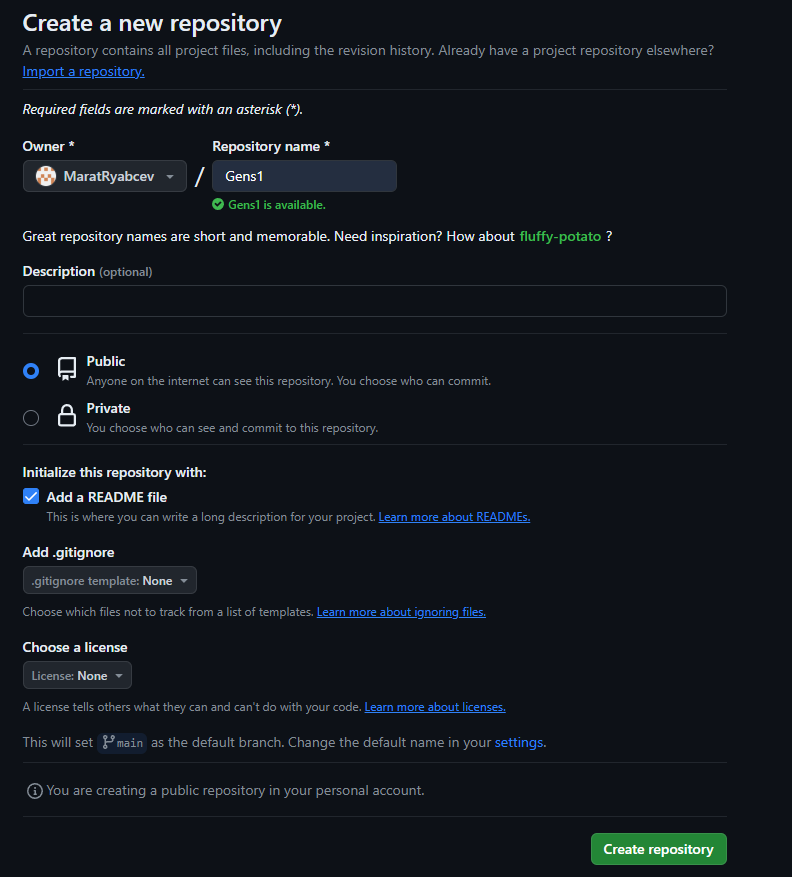 Create a new repository
A repository contains all project files, including the revision history. Already have a project repository elsewhere?
Import a repository.
Required fields are marked with an asterisk (*).
Owner *
Repository name *
MaratRyabcev
/
Gens1
Gens1 is available.
Great repository names are short and memorable. Need inspiration? How about fluffy-potato ?
Description (optional)
Public
Anyone on the internet can see this repository. You choose who can commit.
Private
You choose who can see and commit to this repository.
Initialize this repository with:
Add a README file
This is where you can write a long description for your project. Learn more about READMEs.
Add .gitignore
.gitignore template: None
Choose which files not to track from a list of templates. Learn more about ignoring files.
Choose a license
License: None
A license tells others what they can and can't do with your code. Learn more about licenses.
This will set main as the default branch. Change the default name in your settings.
You are creating a public repository in your personal account.
Create repository